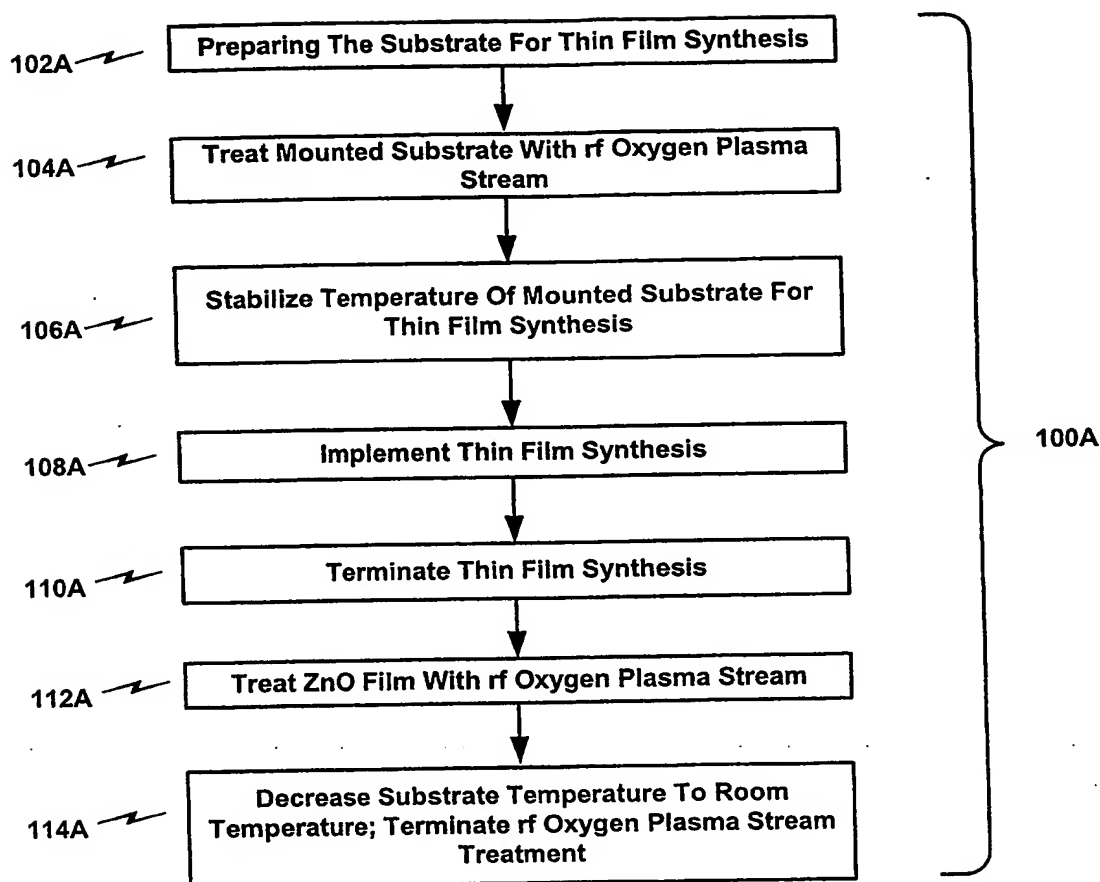 102A
Preparing The Substrate For Thin Film Synthesis
104A
Treat Mounted Substrate With rf Oxygen Plasma
Stream
106A
Stabilize Temperature Of Mounted Substrate For
Thin Film Synthesis
108A
Implement Thin Film Synthesis
100A
110A
Terminate Thin Film Synthesis
112A
Treat ZnO Film With rf Oxygen Plasma Stream
114A
Decrease Substrate Temperature To Room
Temperature; Terminate rf Oxygen Plasma Stream
Treatment